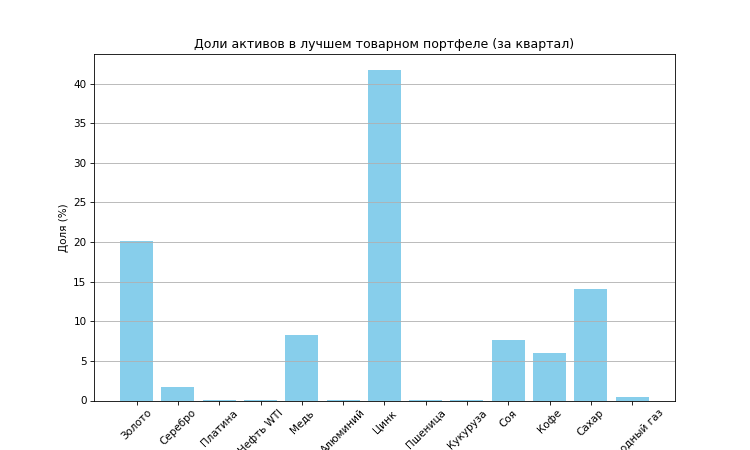 Доли активов в лучшем товарном портфеле (за квартал)
Доля (%)
40
35
30
25
20
15
10
5
0
Золото
Серебро
Платина
Нефть WTI
Медь
Алюминий
Цинк
Пшеница
Кукуруза
Соя
Кофе
Сахар
одный газ